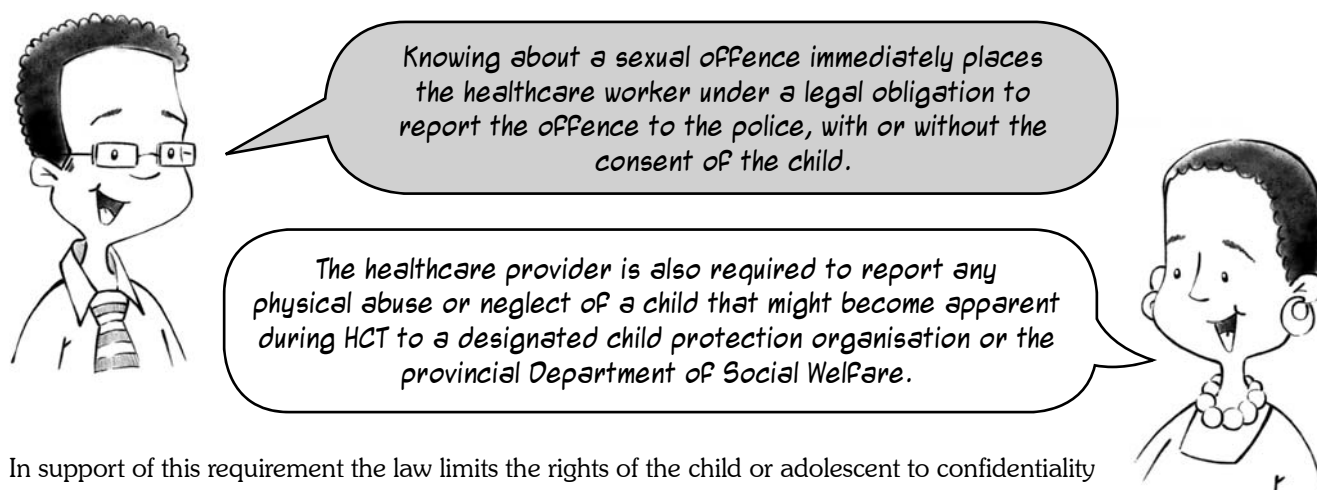 Knowing about a sexual offence immediately places
the healthcare worker under a legal obligation to
report the offence to the police, with or without the
consent of the child.
The healthcare provider is also required to report any
physical abuse or neglect of a child that might become apparent
during HCT to a designated child protection organisation or the
provincial Department of Social Welfare.
In support of this requirement the law limits the rights of the child or adolescent to confidentiality